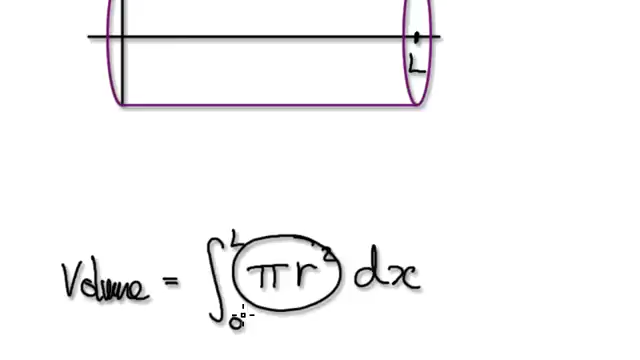 L
Volume = ∫₀ᴸ πr² dx